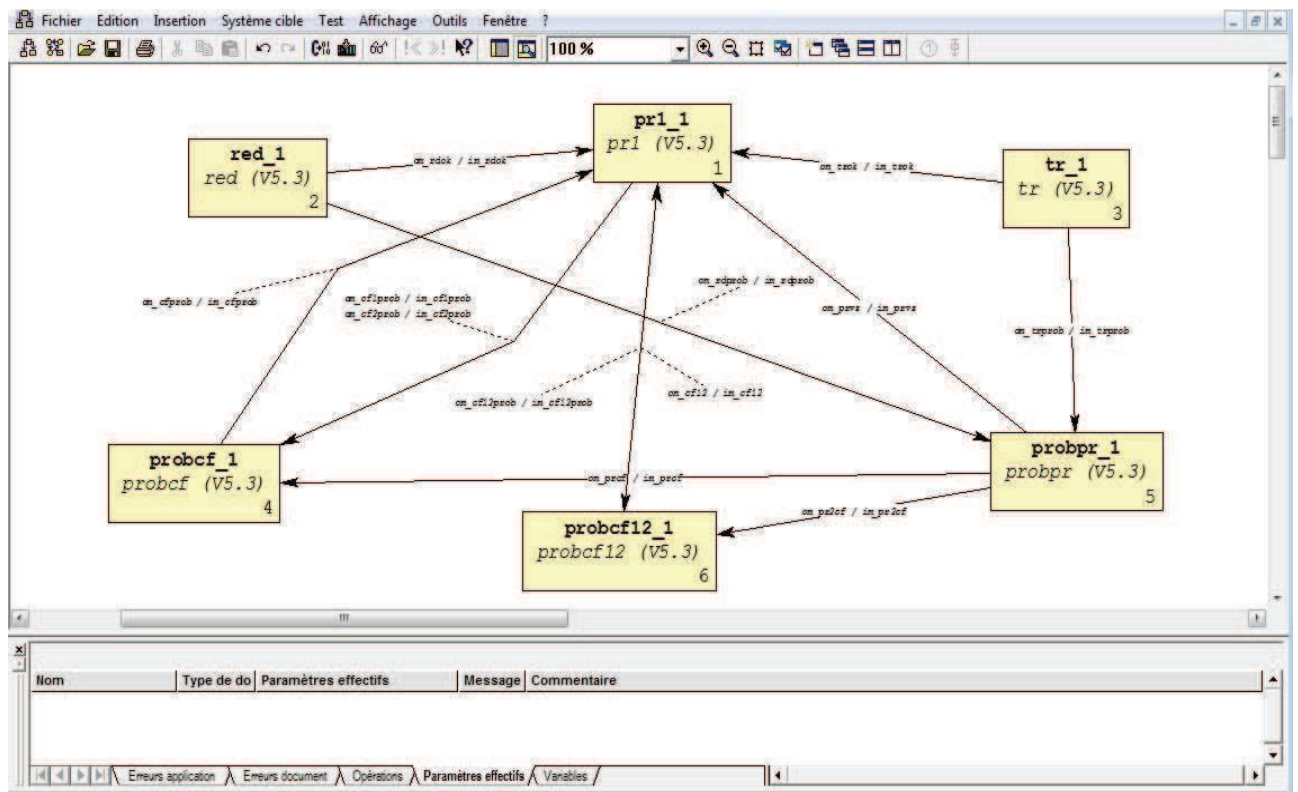 Fichier Edition Insertion Système cible Test Affichage Outils Fenêtre ?
100 %
pr1_1
pr1 (V5.3)
1
red_1
red (V5.3)
2
om_rdok / im_rdok
om_trok / im_trok
tr_1
tr (V5.3)
3
om_cfprob / im_cfprob
om_cf1prob / im_cf1prob
om_cf2prob / im_cf2prob
om_rdprob / im_rdprob
om_prvs / im_prvs
om_trprob / im_trprob
om_cf12prob / im_cf12prob
om_cf12 / im_cf12
probcf_1
probcf (V5.3)
4
om_prcf / im_prcf
probpr_1
probpr (V5.3)
5
om_pr2cf / im_pr2cf
probcf12_1
probcf12 (V5.3)
6
Nom Type de do Paramètres effectifs Message Commentaire
Erreurs application Erreurs document Opérations Paramètres effectifs Variables